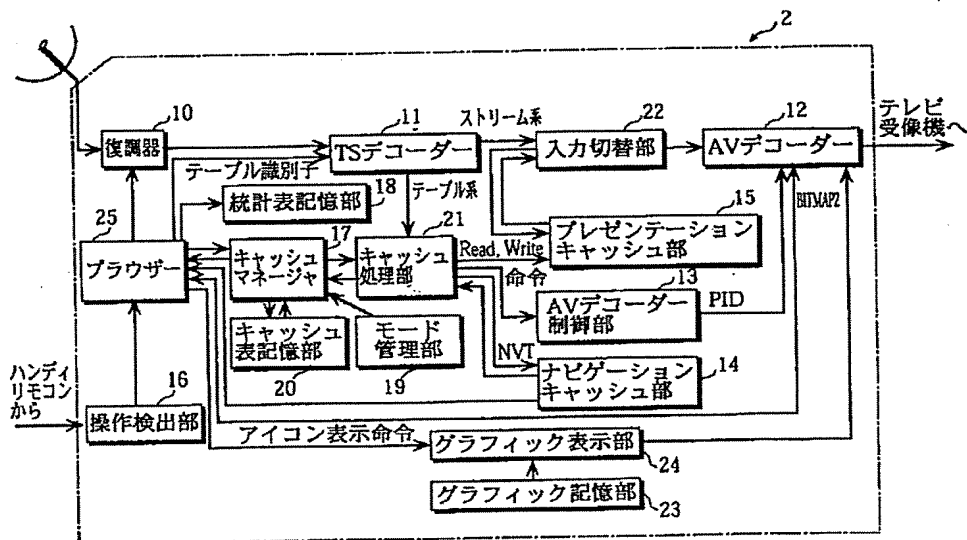 2
10
復調器
11
TSデコーダー
ストリーム系
22
入力切替部
12
AVデコーダー
テレビ
受像機へ
テーブル識別子
18
統計表記憶部
テーブル系
BITMAP2
25
ブラウザー
17
キャッシュ
マネージャ
21
キャッシュ
処理部
Read, Write
命令
15
プレゼンテーション
キャッシュ部
13
AVデコーダー
制御部
PID
キャッシュ
表記憶部
20
モード
管理部
19
NVT
ナビゲーション
キャッシュ部
14
ハンディ
リモコン
から
16
操作検出部
アイコン表示命令
グラフィック表示部
24
グラフィック記憶部
23